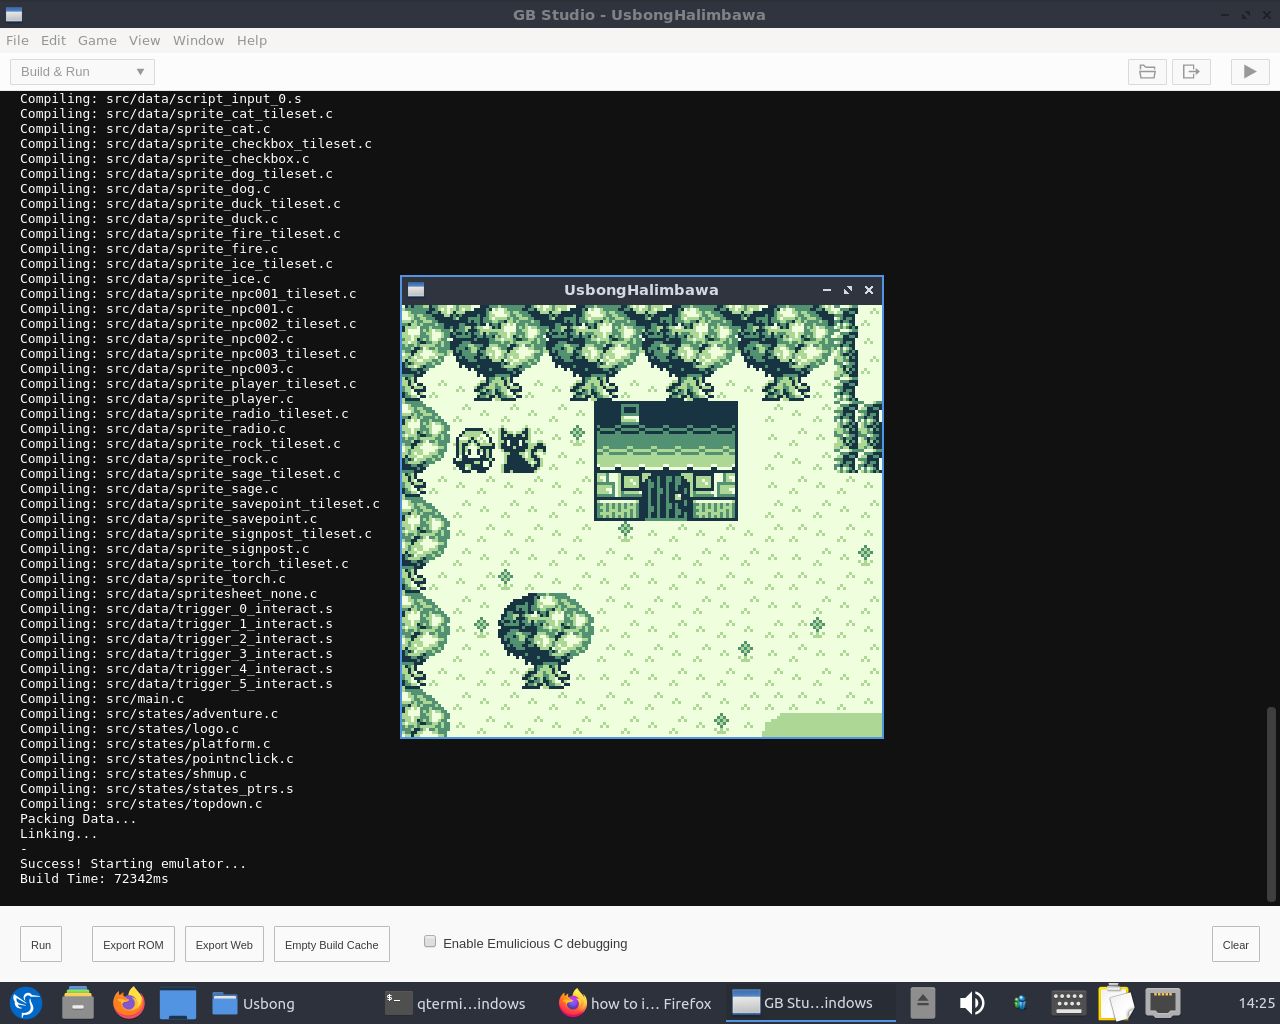 GB Studio - UsbongHalimbawa
File Edit Game View Window Help
Build & Run
Compiling: src/data/script_input_0.s
Compiling: src/data/sprite_cat_tileset.c
Compiling: src/data/sprite_cat.c
Compiling: src/data/sprite_checkbox_tileset.c
Compiling: src/data/sprite_checkbox.c
Compiling: src/data/sprite_dog_tileset.c
Compiling: src/data/sprite_dog.c
Compiling: src/data/sprite_duck_tileset.c
Compiling: src/data/sprite_duck.c
Compiling: src/data/sprite_fire_tileset.c
Compiling: src/data/sprite_fire.c
Compiling: src/data/sprite_ice_tileset.c
Compiling: src/data/sprite_ice.c
Compiling: src/data/sprite_npc001_tileset.c
Compiling: src/data/sprite_npc001.c
Compiling: src/data/sprite_npc002_tileset.c
Compiling: src/data/sprite_npc002.c
Compiling: src/data/sprite_npc003_tileset.c
Compiling: src/data/sprite_npc003.c
Compiling: src/data/sprite_player_tileset.c
Compiling: src/data/sprite_player.c
Compiling: src/data/sprite_radio_tileset.c
Compiling: src/data/sprite_radio.c
Compiling: src/data/sprite_rock_tileset.c
Compiling: src/data/sprite_rock.c
Compiling: src/data/sprite_sage_tileset.c
Compiling: src/data/sprite_sage.c
Compiling: src/data/sprite_savepoint_tileset.c
Compiling: src/data/sprite_savepoint.c
Compiling: src/data/sprite_signpost_tileset.c
Compiling: src/data/sprite_signpost.c
Compiling: src/data/sprite_torch_tileset.c
Compiling: src/data/sprite_torch.c
Compiling: src/data/spritesheet_none.c
Compiling: src/data/trigger_0_interact.s
Compiling: src/data/trigger_1_interact.s
Compiling: src/data/trigger_2_interact.s
Compiling: src/data/trigger_3_interact.s
Compiling: src/data/trigger_4_interact.s
Compiling: src/data/trigger_5_interact.s
Compiling: src/main.c
Compiling: src/states/adventure.c
Compiling: src/states/logo.c
Compiling: src/states/platform.c
Compiling: src/states/pointnclick.c
Compiling: src/states/shmup.c
Compiling: src/states/states_ptrs.s
Compiling: src/states/topdown.c
Packing Data...
Linking...
-
Success! Starting emulator...
Build Time: 72342ms
UsbongHalimbawa
Run Export ROM Export Web Empty Build Cache Enable Emulicious C debugging Clear
Usbong qtermi...indows how to i... Firefox GB Stu...indows 14:25